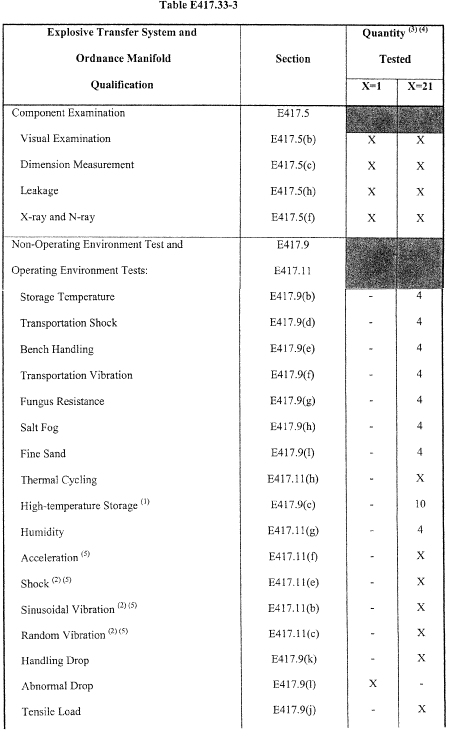 Table E417.33-3
Explosive Transfer System and Ordnance Manifold Qualification Section Quantity (3) (4) Tested
X=1 X=21
Component Examination E417.5
Visual Examination E417.5(b) X X
Dimension Measurement E417.5(c) X X
Leakage E417.5(h) X X
X-ray and N-ray E417.5(f) X X
Non-Operating Environment Test and E417.9
Operating Environment Tests: E417.11
Storage Temperature E417.9(b) - 4
Transportation Shock E417.9(d) - 4
Bench Handling E417.9(e) - 4
Transportation Vibration E417.9(f) - 4
Fungus Resistance E417.9(g) - 4
Salt Fog E417.9(h) - 4
Fine Sand E417.9(I) - 4
Thermal Cycling E417.11(h) - X
High-temperature Storage (1) E417.9(c) - 10
Humidity E417.11(g) - 4
Acceleration (5) E417.11(f) - X
Shock (2) (5) E417.11(e) - X
Sinusoidal Vibration (2) (5) E417.11(b) - X
Random Vibration (2) (5) E417.11(c) - X
Handling Drop E417.9(k) - X
Abnormal Drop E417.9(l) X -
Tensile Load E417.9(j) - X